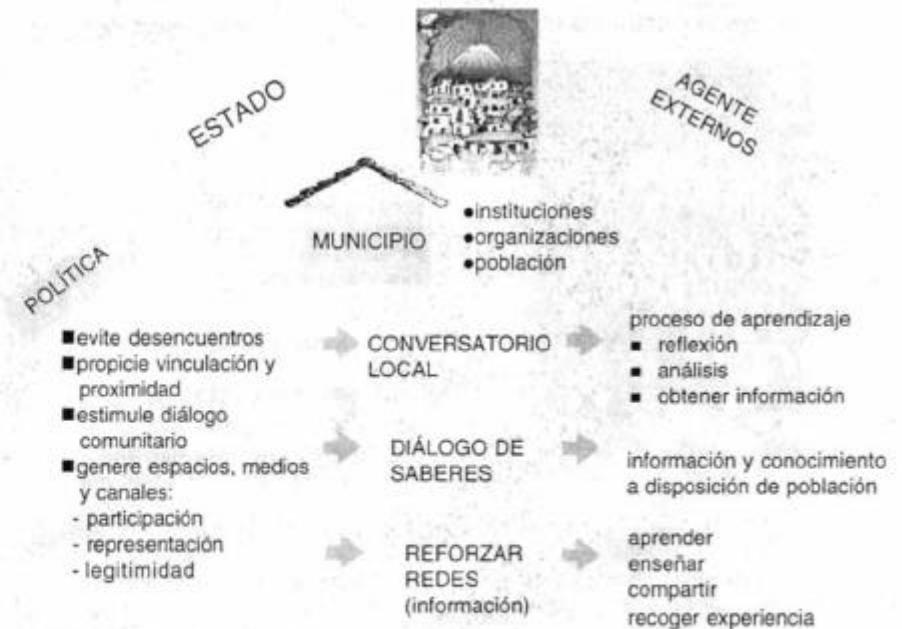 ESTADO
AGENTE
EXTERNOS
MUNICIPIO
●instituciones
●organizaciones
●población
POLÍTICA
■evite desencuentros
■propicie vinculación y
proximidad
■estimule diálogo
comunitario
■genere espacios, medios
y canales:
- participación
- representación
- legitimidad
CONVERSATORIO
LOCAL
DIÁLOGO DE
SABERES
REFORZAR
REDES
(información)
proceso de aprendizaje
■ reflexión
■ análisis
■ obtener información
información y conocimiento
a disposición de población
aprender
enseñar
compartir
recoger experiencia